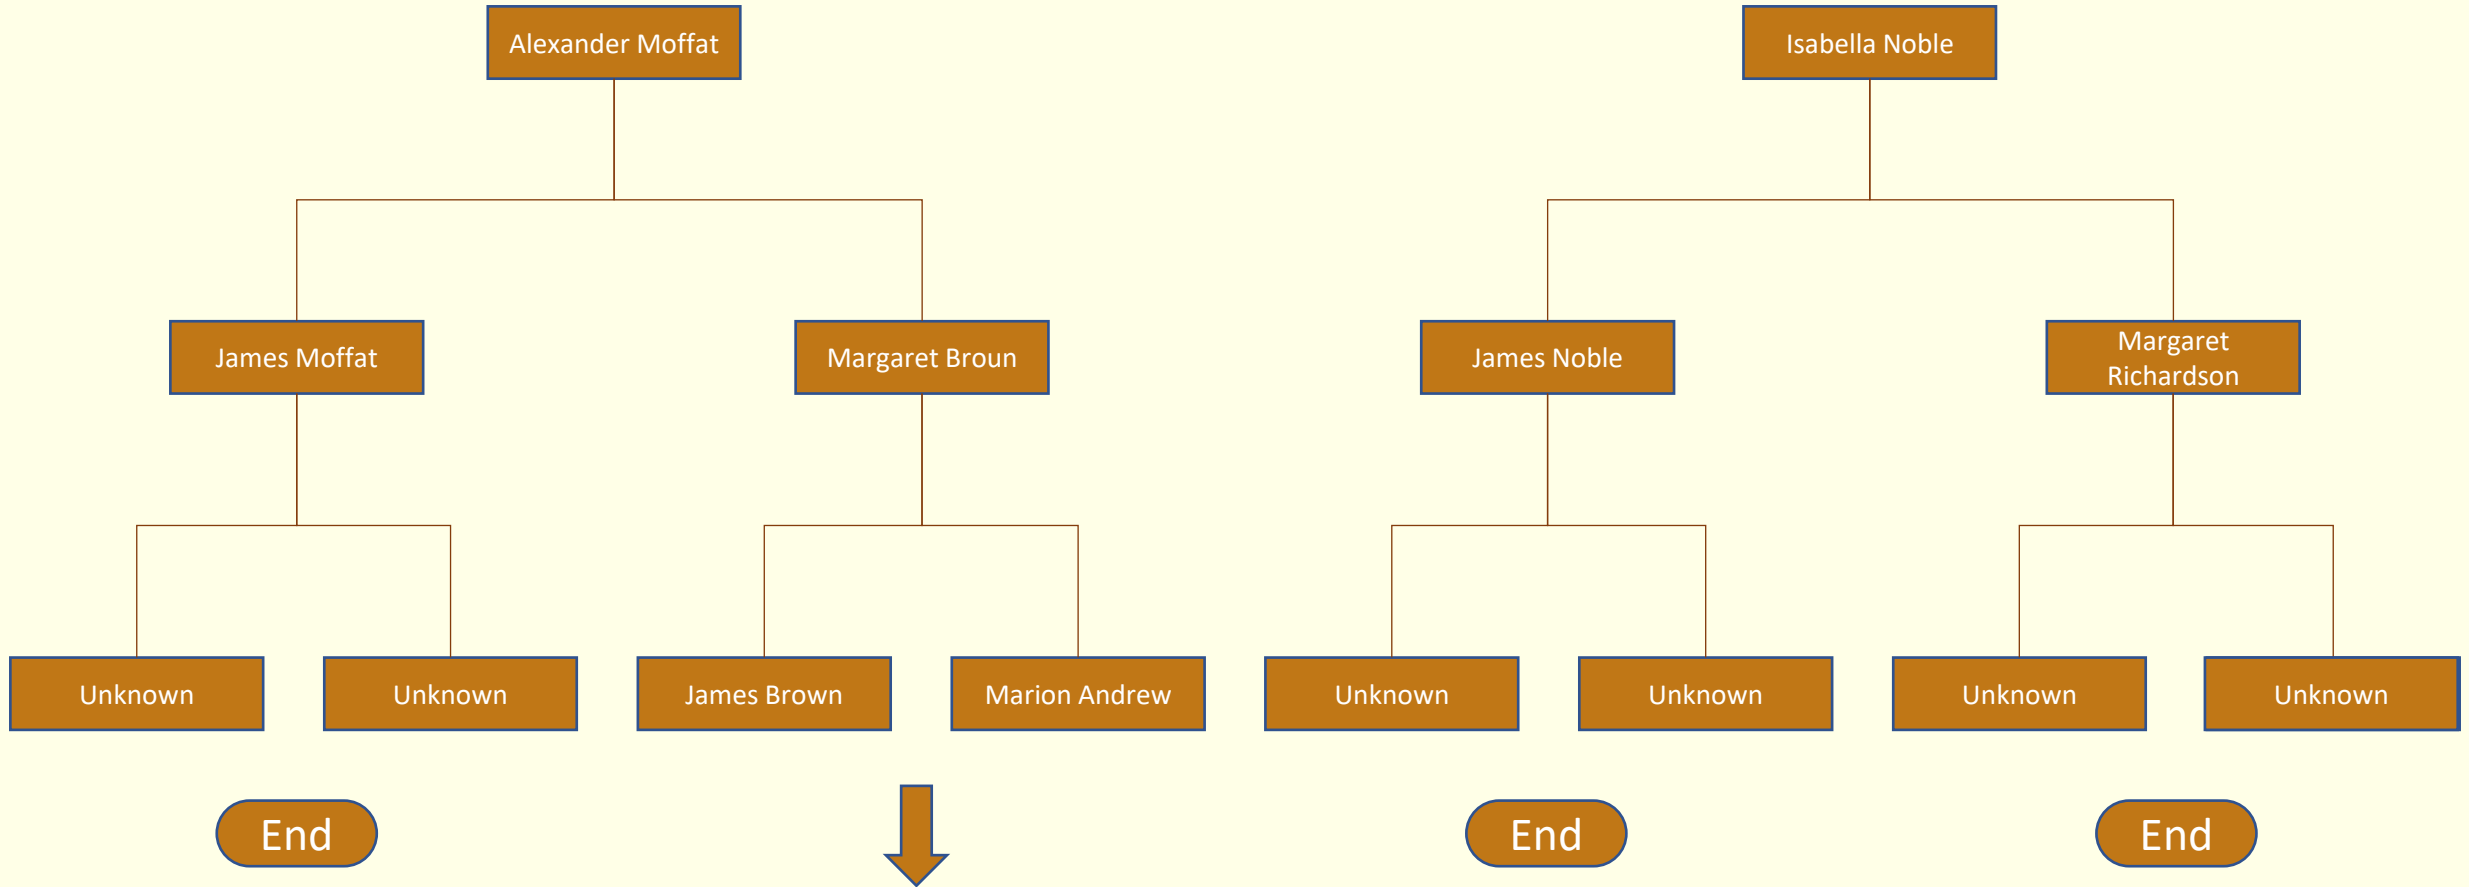 Alexander Moffat
Isabella Noble
James Moffat
Margaret Broun
James Noble
Margaret
Richardson
Unknown
Unknown
James Brown
Marion Andrew
Unknown
Unknown
Unknown
Unknown
End
End
End